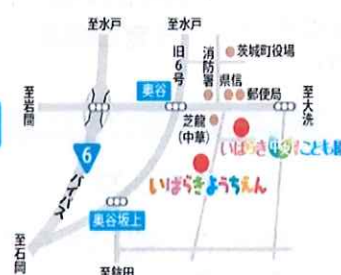 至水戸
至水戸
旧6号
消防署
茨城町役場
県信
郵便局
奥谷
至岩間
至大洗
芝龍
(中華)
いばらき中央こども園
6
バイパス
いばらきようちえん
奥谷坂上
至石岡
至鉾田